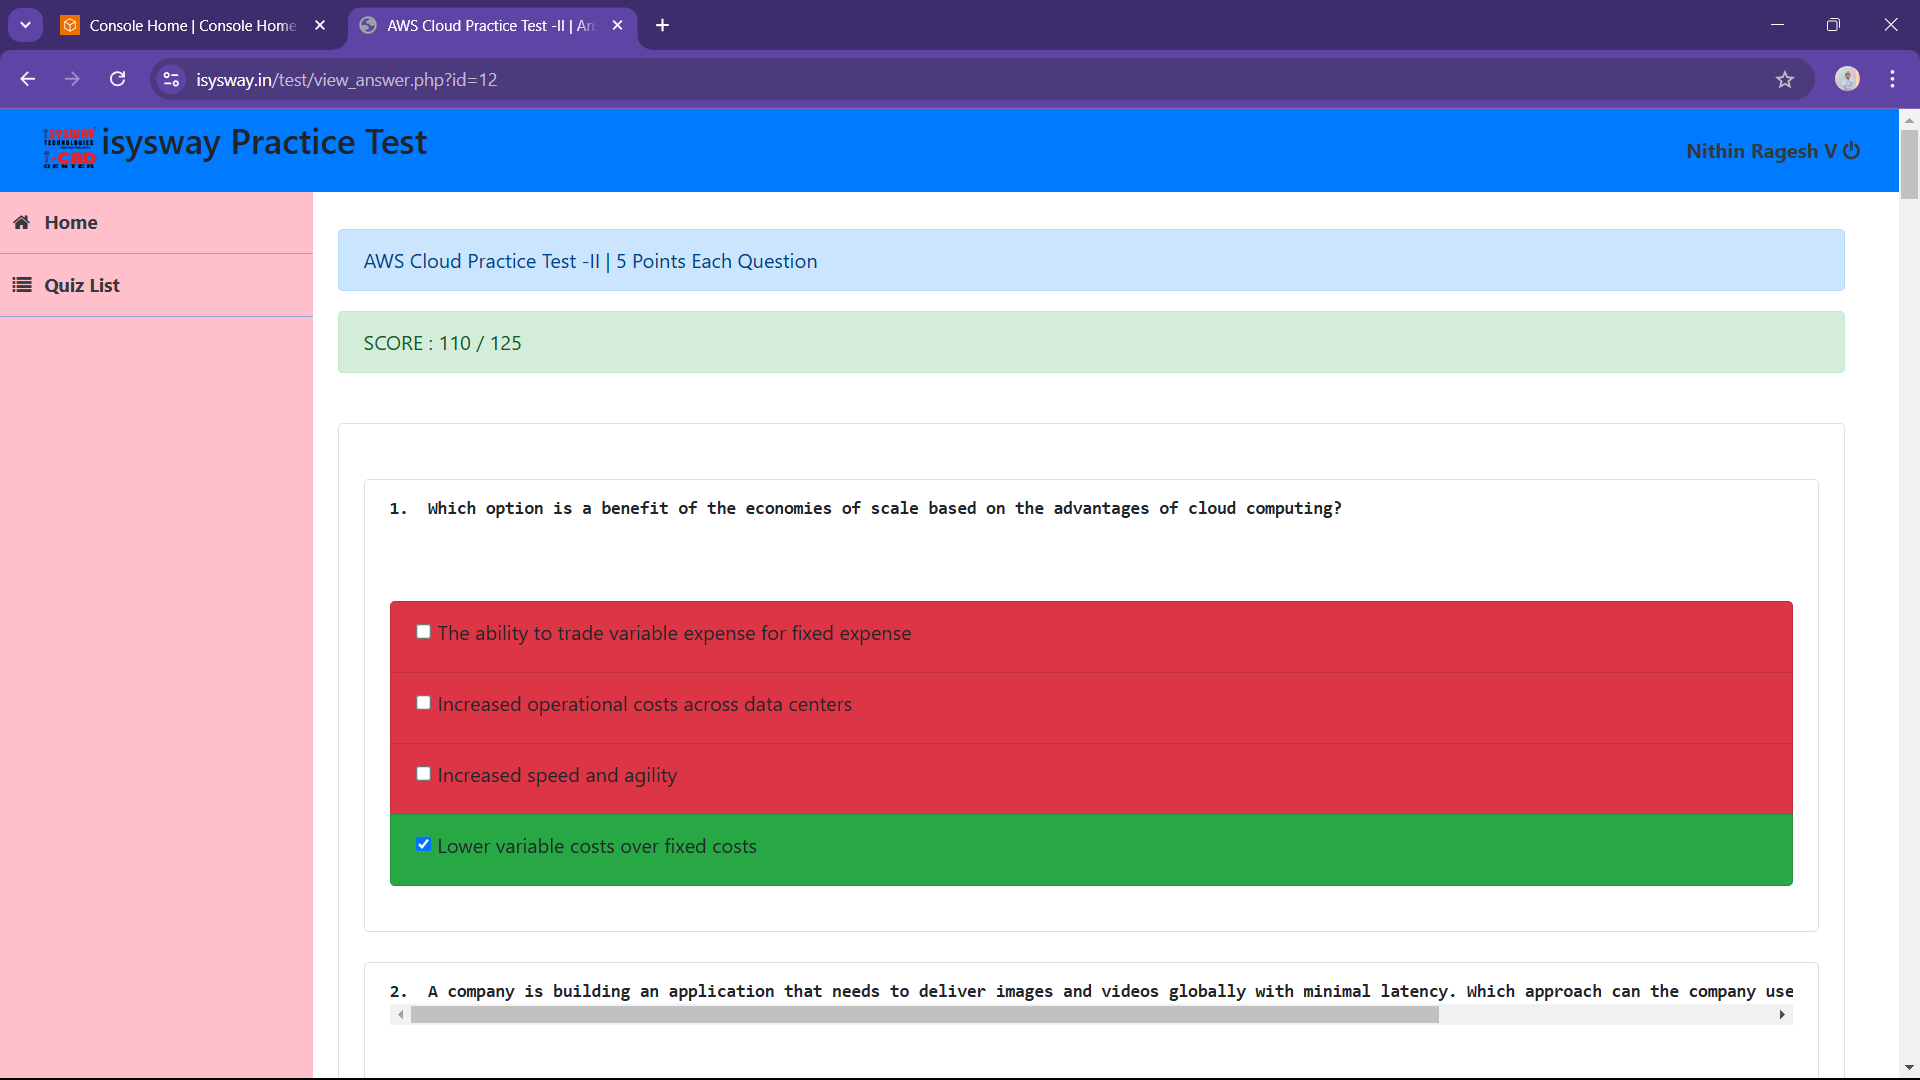 Console Home | Console Home
AWS Cloud Practice Test -II | An
isysway.in/test/view_answer.php?id=12
ISYSWAY
TECHNOLOGIES
i-CAD
CENTER
isysway Practice Test
Nithin Ragesh V
Home
Quiz List
AWS Cloud Practice Test -II | 5 Points Each Question
SCORE : 110 / 125
1. Which option is a benefit of the economies of scale based on the advantages of cloud computing?
The ability to trade variable expense for fixed expense
Increased operational costs across data centers
Increased speed and agility
Lower variable costs over fixed costs
2. A company is building an application that needs to deliver images and videos globally with minimal latency. Which approach can the company use